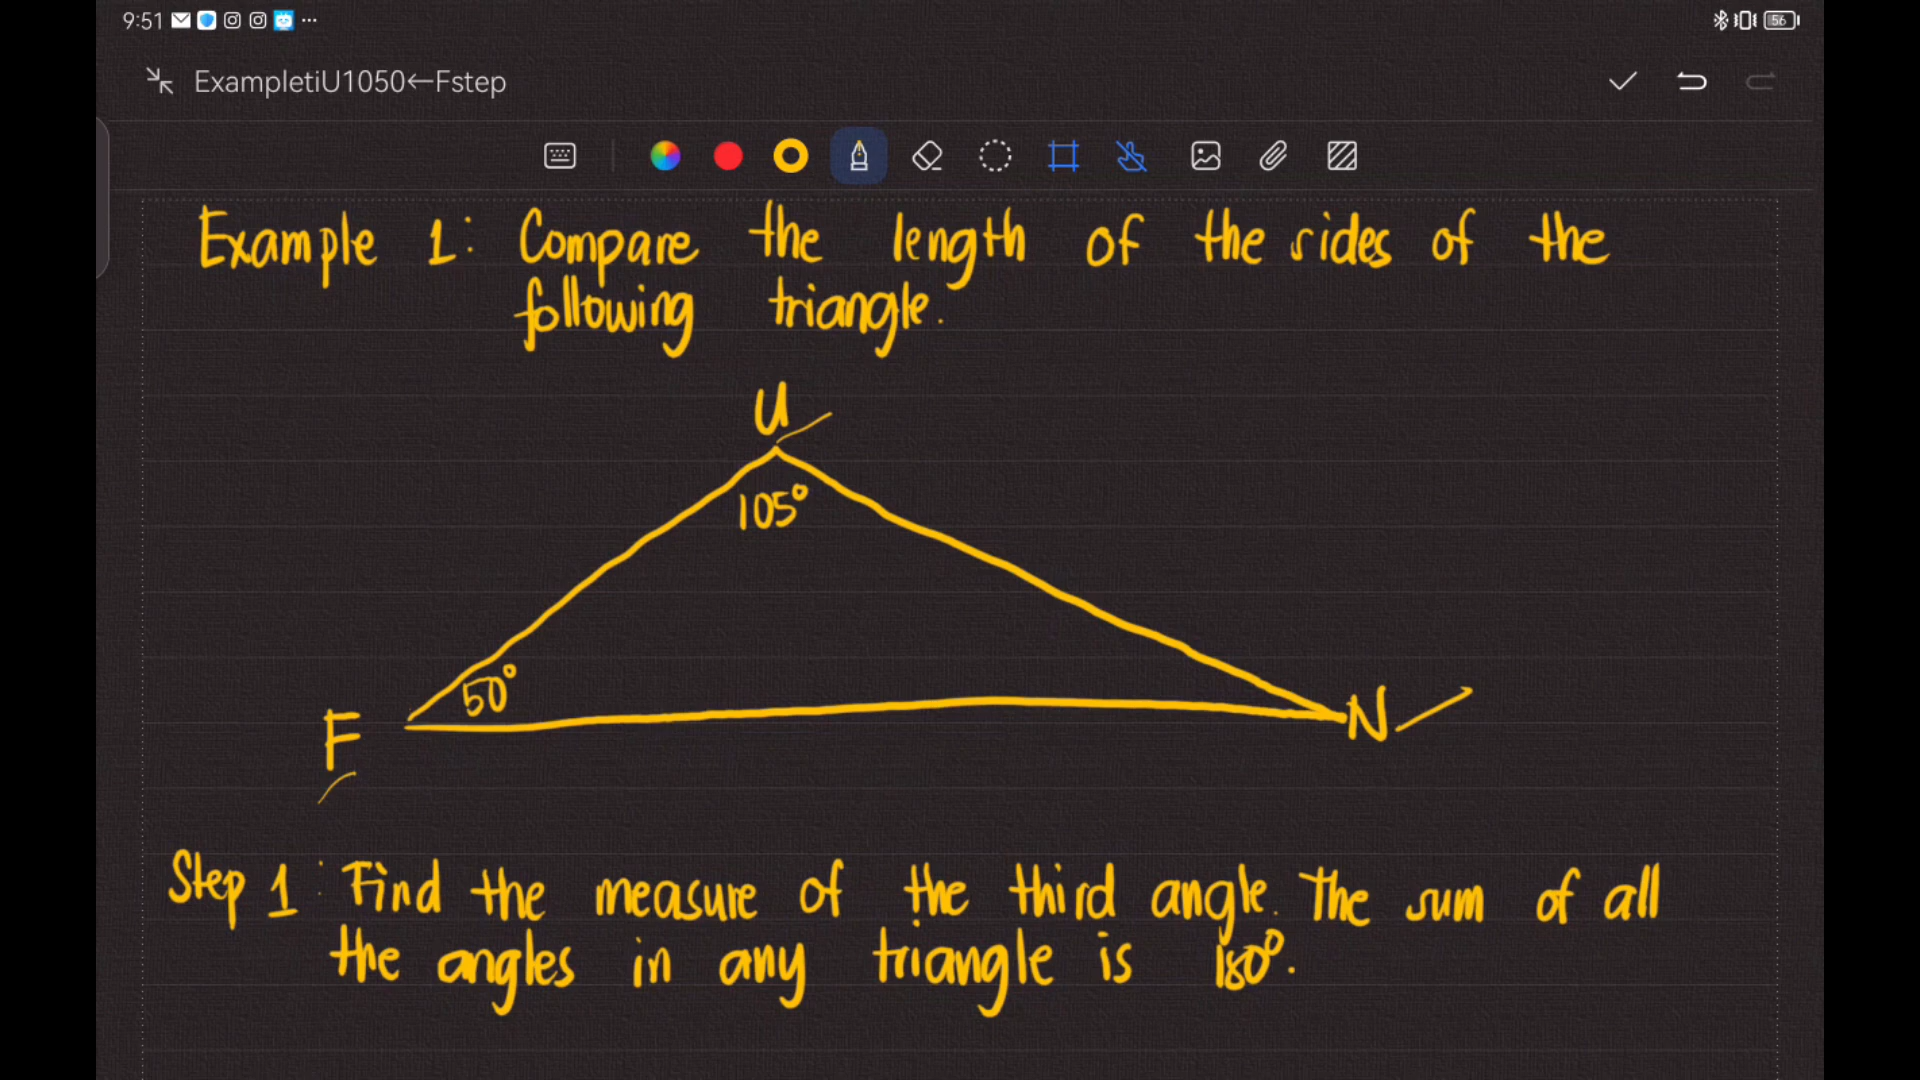 9:51
56
ExampletiU1050←Fstep
Example 1: Compare the length of the sides of the
following triangle.
U
105°
50°
F
N
Step 1: Find the measure of the third angle. The sum of all
the angles in any triangle is 180°.